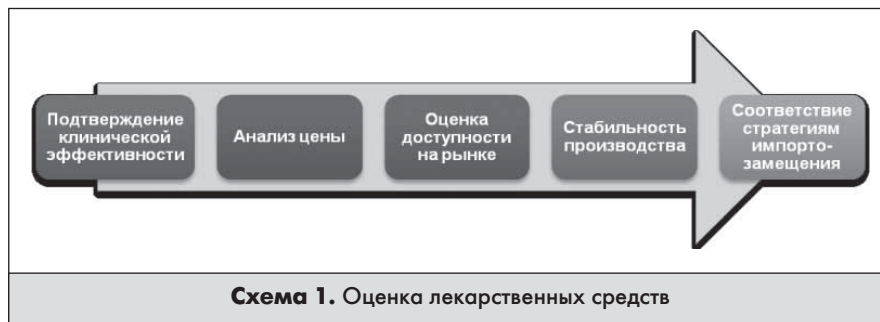 Подтверждение
клинической
эффективности
Анализ цены
Оценка
доступности
на рынке
Стабильность
производства
Соответствие
стратегиям
импорто-
замещения
Схема 1. Оценка лекарственных средств